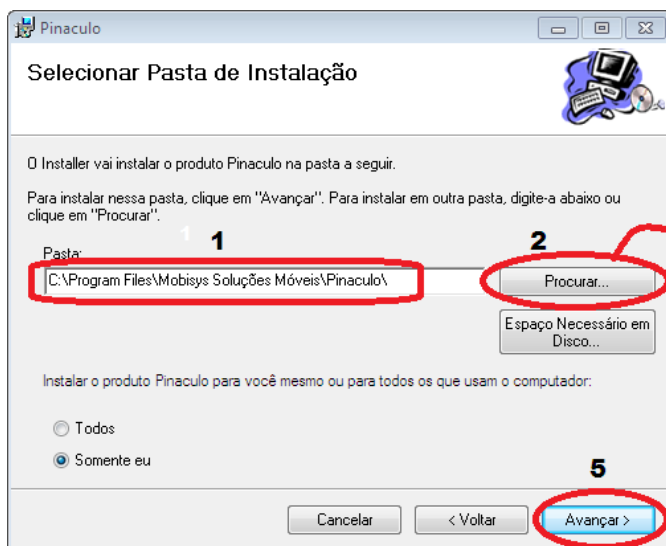 Pinaculo
Selecionar Pasta de Instalação
O Installer vai instalar o produto Pinaculo na pasta a seguir.
Para instalar nessa pasta, clique em "Avançar". Para instalar em outra pasta, digite-a abaixo ou
clique em "Procurar".
1 1 2
Pasta:
C:\Program Files\Mobisys Soluções Móveis\Pinaculo\ Procurar...
Espaço Necessário em
Disco...
Instalar o produto Pinaculo para você mesmo ou para todos os que usam o computador:
Todos
Somente eu
5
Cancelar < Voltar Avançar >